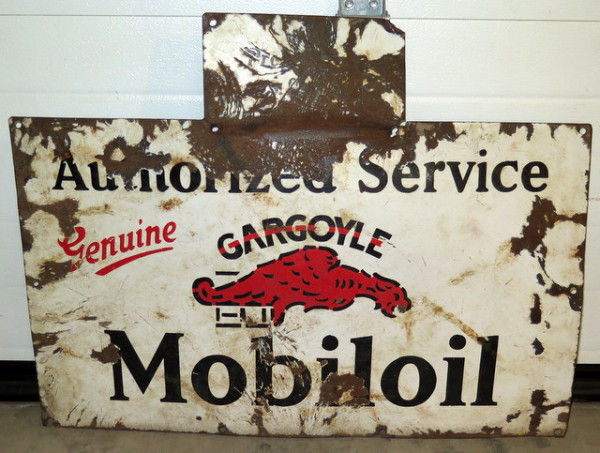 Authorized Service
Genuine
GARGOYLE
Mobiloil